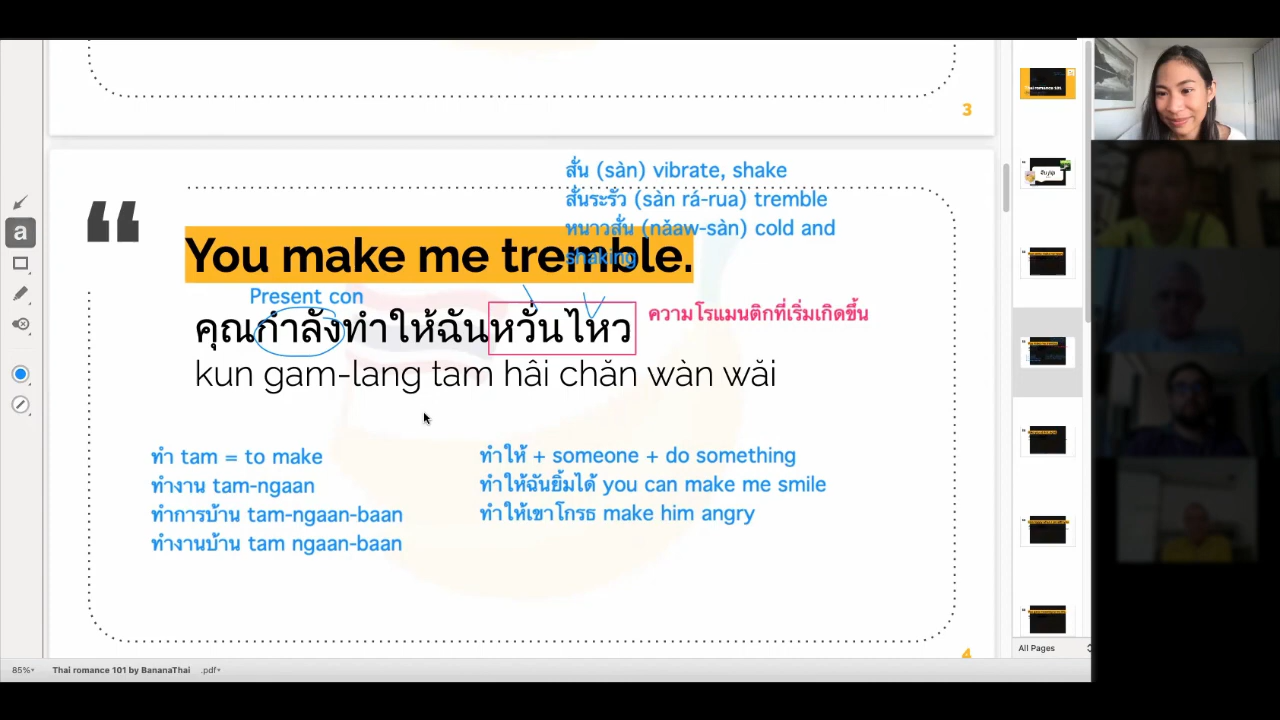 3
สั่น (sàn) vibrate, shake
สั่นระรัว (sàn rá-rua) tremble
หนาวสั่น (nǎaw-sàn) cold and
shaking
“
You make me tremble.
Present con
คุณกำลังทำให้ฉันหวั่นไหว
ความโรแมนติกที่เริ่มเกิดขึ้น
kun gam-lang tam hâi chăn wàn wăi
ทำ tam = to make
ทำงาน tam-ngaan
ทำการบ้าน tam-ngaan-baan
ทำงานบ้าน tam ngaan-baan
ทำให้ + someone + do something
ทำให้ฉันยิ้มได้ you can make me smile
ทำให้เขาโกรธ make him angry
4
a
85%
Thai romance 101 by BananaThai .pdf
All Pages